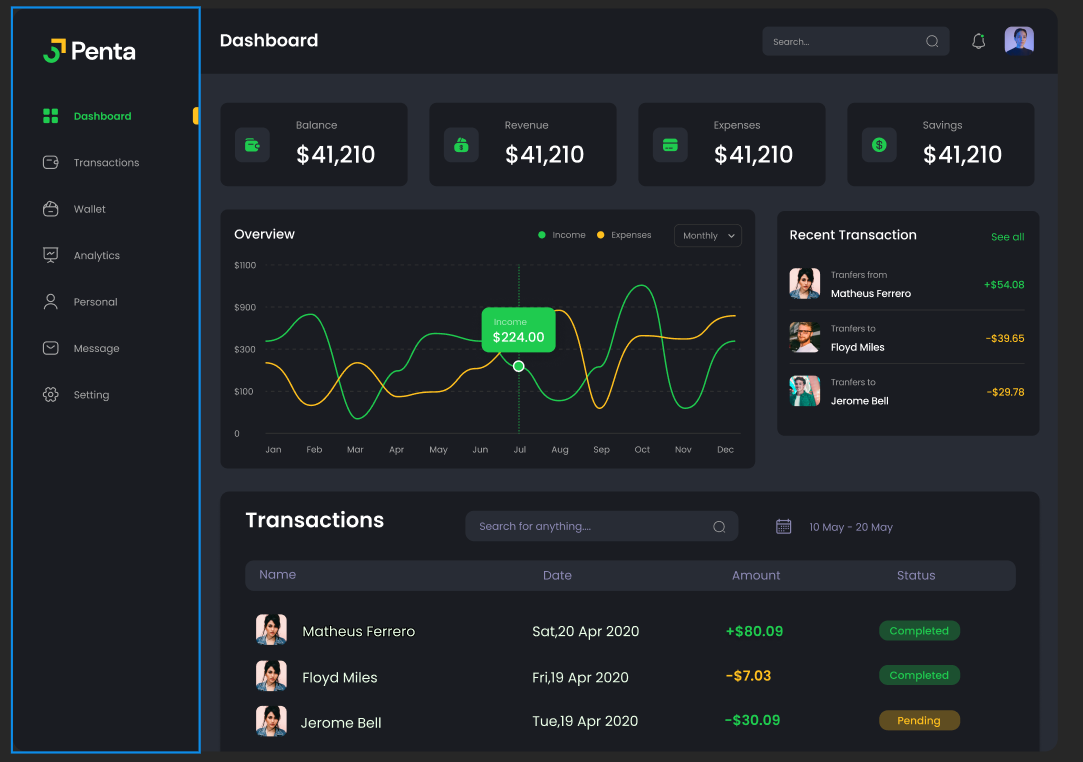 Penta
Dashboard
Transactions
Wallet
Analytics
Personal
Message
Setting
Dashboard
Search...
Balance
$41,210
Revenue
$41,210
Expenses
$41,210
Savings
$41,210
Overview
Income Expenses Monthly
$1100
$900
$300
$100
0
Income
$224.00
Jan Feb Mar Apr May Jun Jul Aug Sep Oct Nov Dec
Recent Transaction See all
Tranfers from
Matheus Ferrero +$54.08
Tranfers to
Floyd Miles -$39.65
Tranfers to
Jerome Bell -$29.78
Transactions Search for anything.... 10 May - 20 May
Name Date Amount Status
Matheus Ferrero Sat,20 Apr 2020 +$80.09 Completed
Floyd Miles Fri,19 Apr 2020 -$7.03 Completed
Jerome Bell Tue,19 Apr 2020 -$30.09 Pending